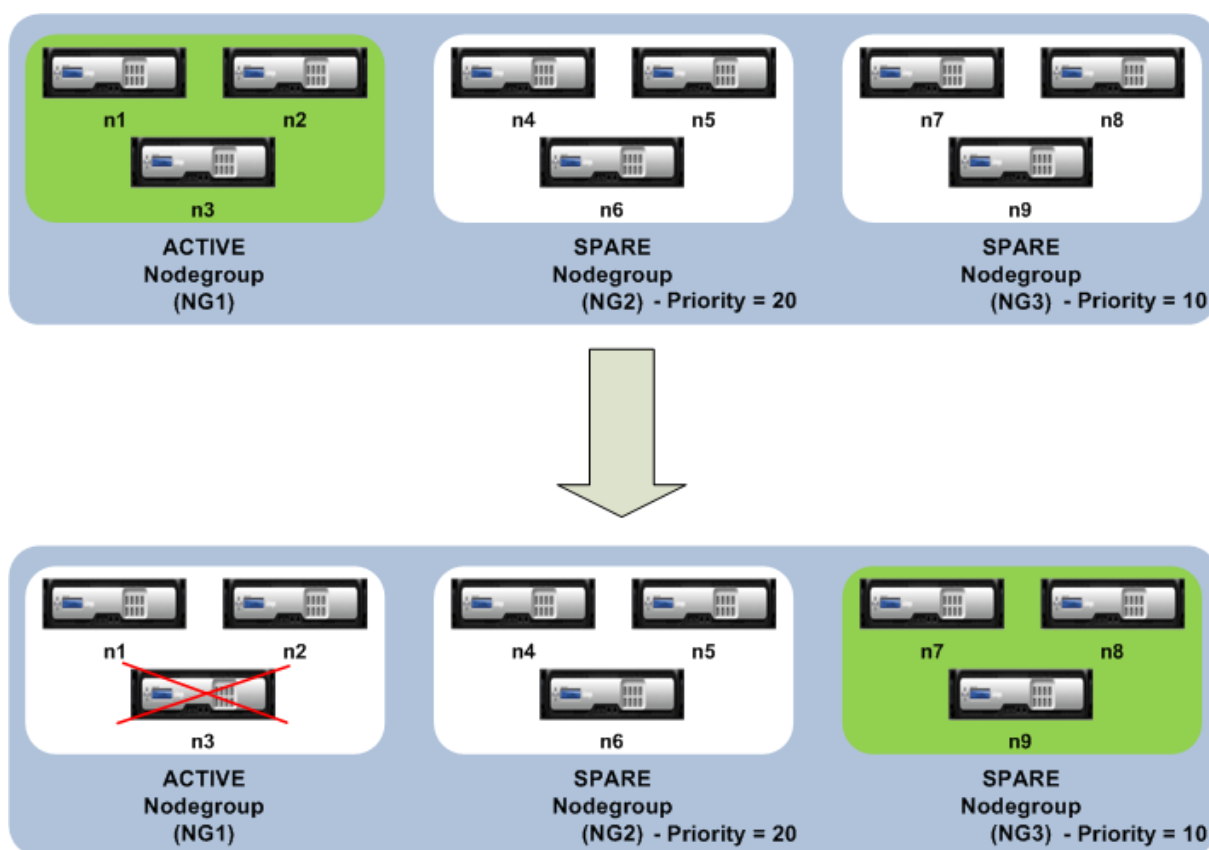 n1 n2 n4 n5 n7 n8
n3 n6 n9
ACTIVE SPARE SPARE
Nodegroup Nodegroup Nodegroup
(NG1) (NG2) - Priority = 20 (NG3) - Priority = 10
n1 n2 n4 n5 n7 n8
n3 n6 n9
ACTIVE SPARE SPARE
Nodegroup Nodegroup Nodegroup
(NG1) (NG2) - Priority = 20 (NG3) - Priority = 10